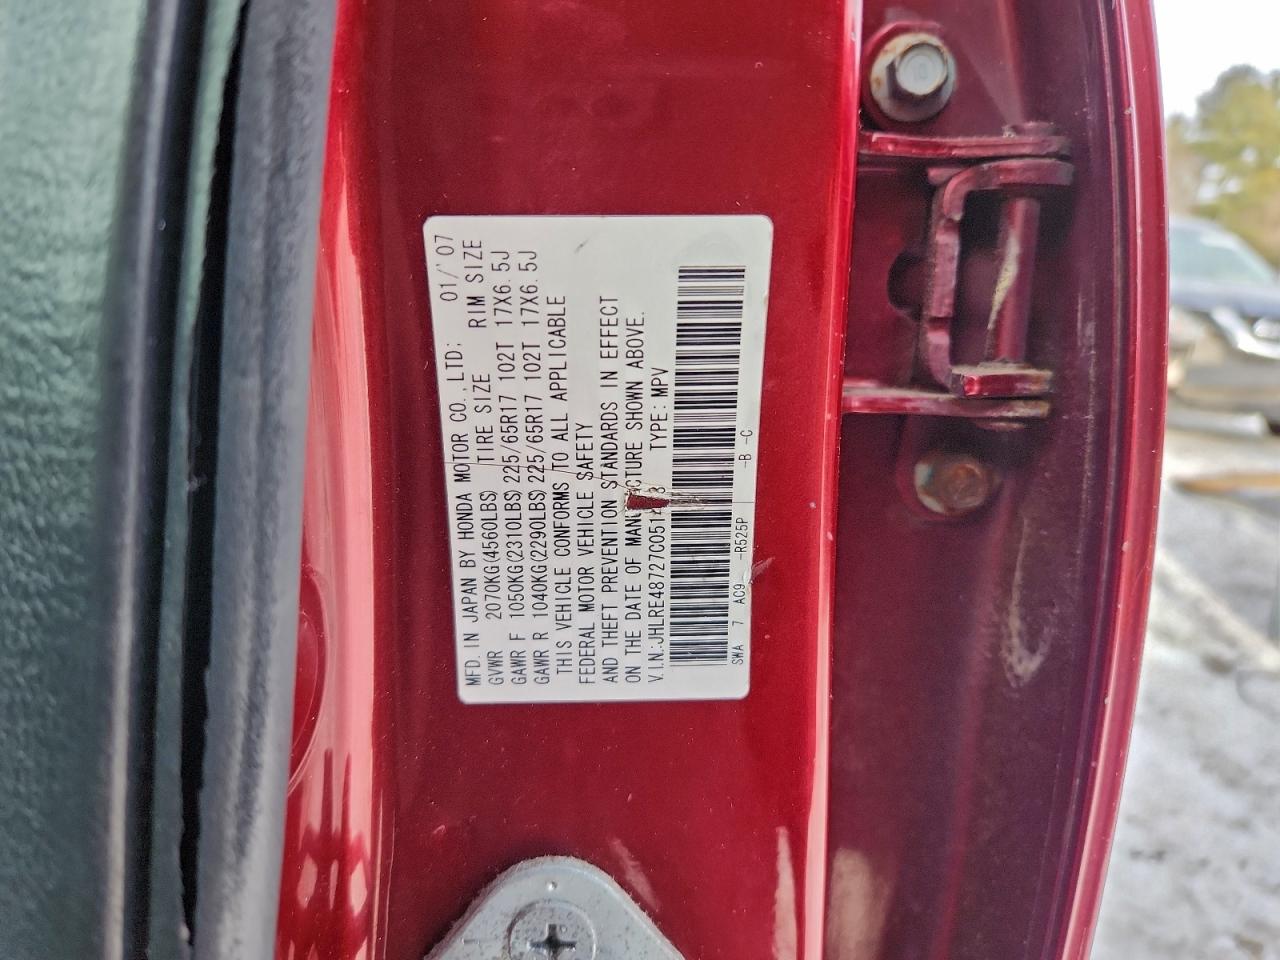 MFD. IN JAPAN BY HONDA MOTOR CO., LTD; 01/'07
GVWR 2070KG(4560LBS) TIRE SIZE RIM SIZE
GAWR F 1050KG(2310LBS) 225/65R17 102T 17X6.5J
GAWR R 1040KG(2290LBS) 225/65R17 102T 17X6.5J
THIS VEHICLE CONFORMS TO ALL APPLICABLE
FEDERAL MOTOR VEHICLE SAFETY
AND THEFT PREVENTION STANDARDS IN EFFECT
ON THE DATE OF MANUFACTURE SHOWN ABOVE.
V.I.N.: TYPE: MPV
SWA 7 AC9- -R525P -B -C
10